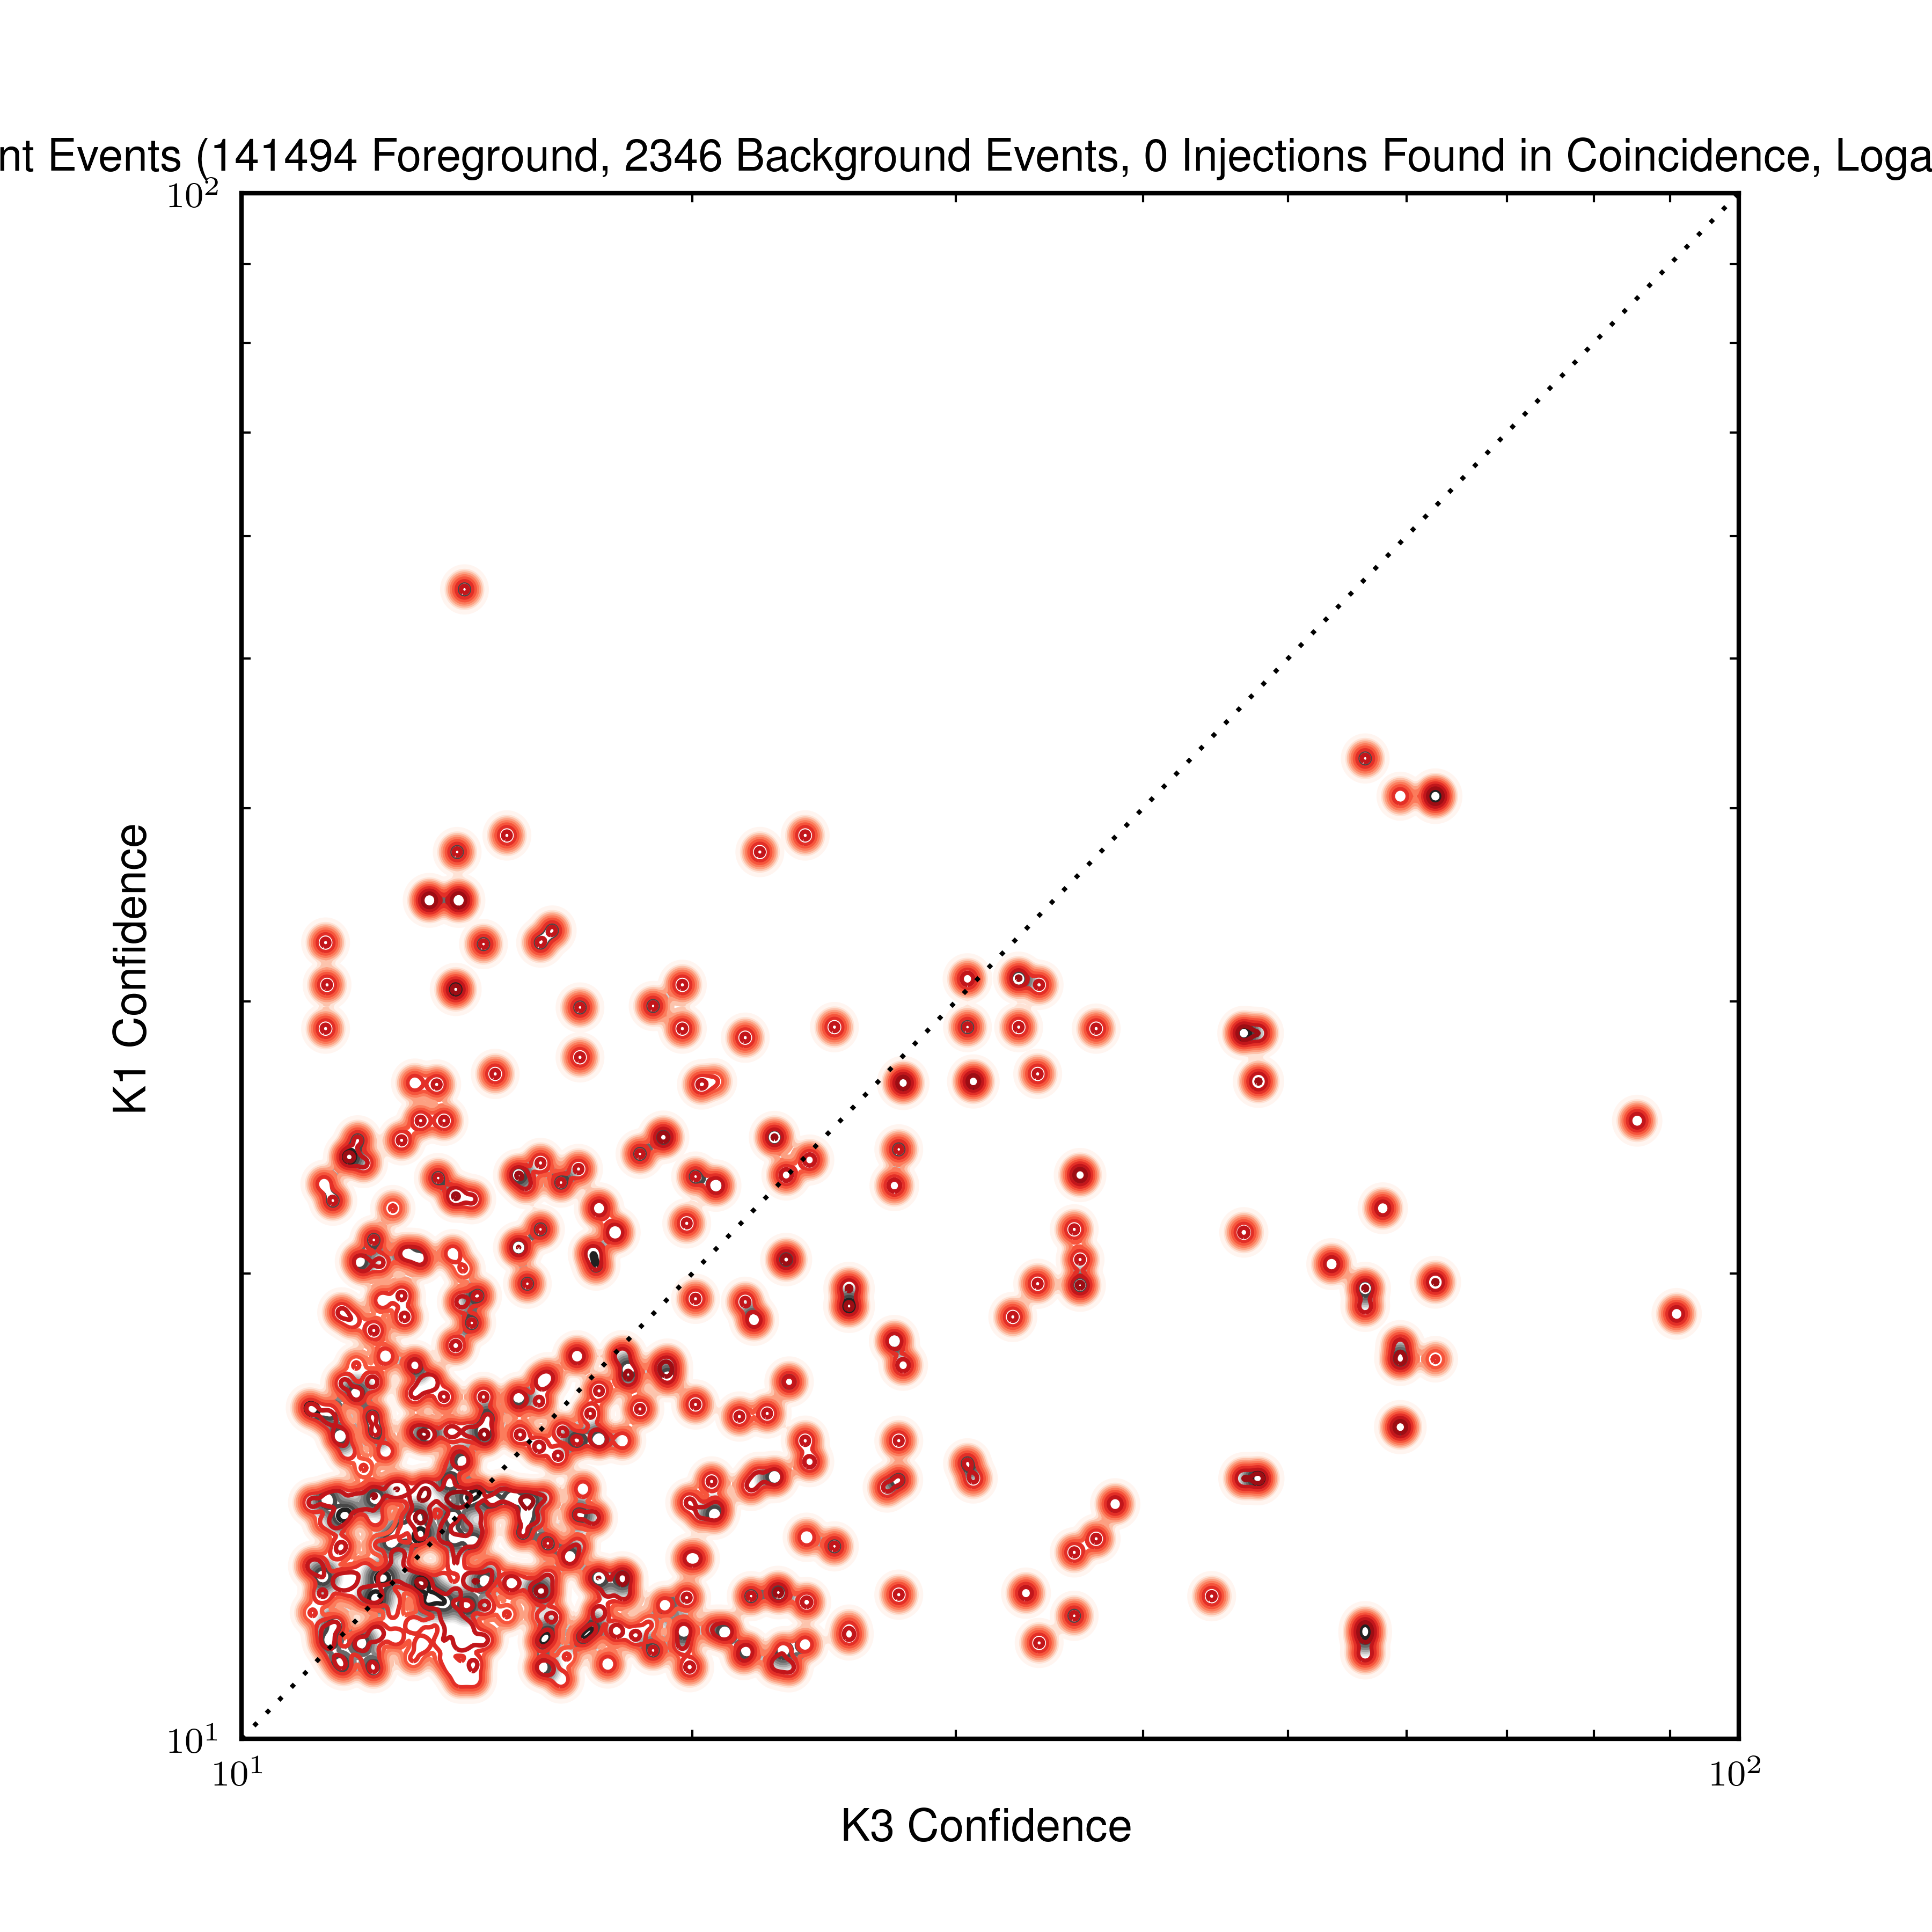 nt Events (141494 Foreground, 2346 Background Events, 0 Injections Found in Coincidence, Loga
10²
K1 Confidence
10¹
10¹ 10²
K3 Confidence